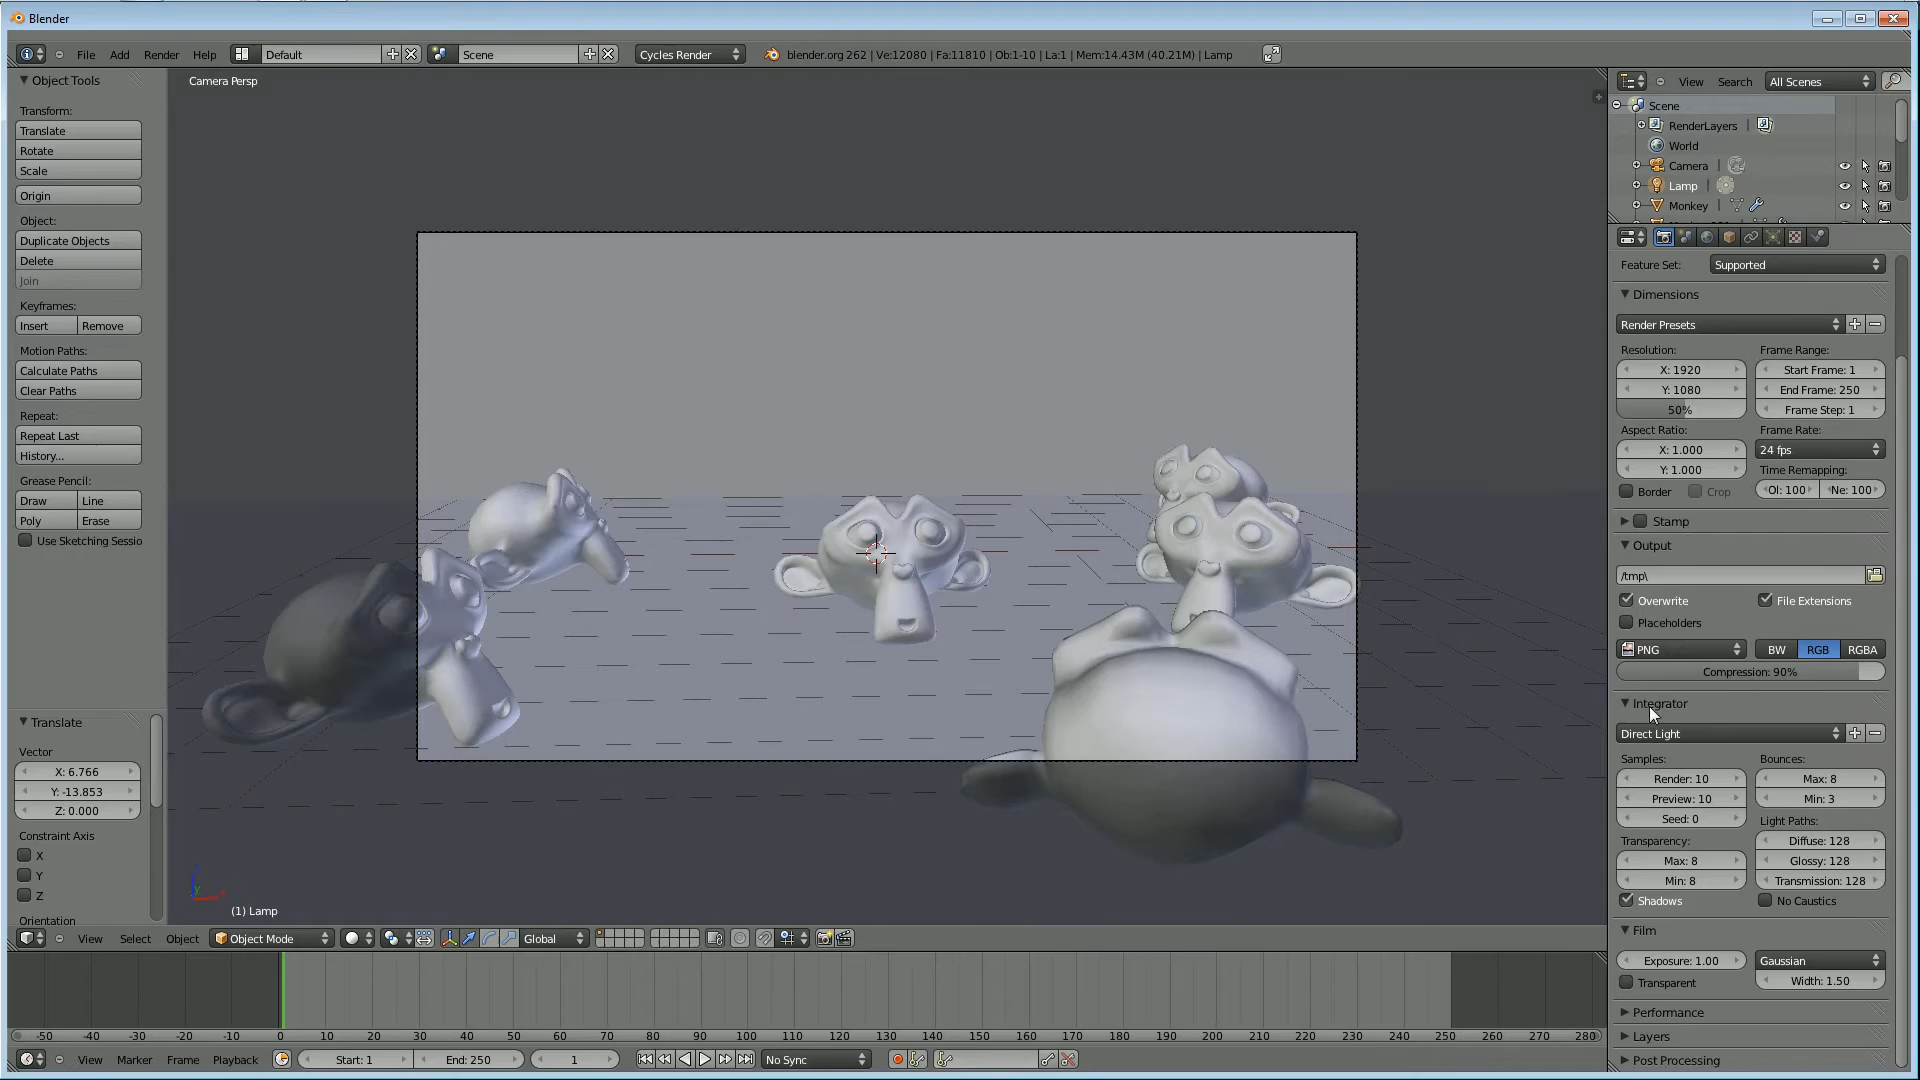 Blender
File Add Render Help Default Scene Cycles Render blender.org 262 | Ve:12080 | Fa:11810 | Ob:1-10 | La:1 | Mem:14.43M (40.21M) | Lamp
Object Tools
Transform:
Translate
Rotate
Scale
Origin
Object:
Duplicate Objects
Delete
Join
Keyframes:
Insert Remove
Motion Paths:
Calculate Paths
Clear Paths
Repeat:
Repeat Last
History...
Grease Pencil:
Draw Line
Poly Erase
Use Sketching Sessio
Translate
Vector
X: 6.766
Y: -13.853
Z: 0.000
Constraint Axis
X
Y
Z
Orientation
Camera Persp
(1) Lamp
View Select Object Object Mode Global
-50 -40 -30 -20 -10 0 10 20 30 40 50 60 70 80 90 100 110 120 130 140 150 160 170 180 190 200 210 220 230 240 250 260 270 280
View Marker Frame Playback Start: 1 End: 250 1 No Sync
View Search All Scenes
Scene
RenderLayers |
World
Camera |
Lamp |
Monkey |
Feature Set: Supported
Dimensions
Render Presets
Resolution: Frame Range:
X: 1920 Start Frame: 1
Y: 1080 End Frame: 250
50% Frame Step: 1
Aspect Ratio: Frame Rate:
X: 1.000 24 fps
Y: 1.000 Time Remapping:
Border Crop Ol: 100 Ne: 100
Stamp
Output
/tmp\
Overwrite File Extensions
Placeholders
PNG BW RGB RGBA
Compression: 90%
Integrator
Direct Light
Samples: Bounces:
Render: 10 Max: 8
Preview: 10 Min: 3
Seed: 0 Light Paths:
Transparency: Diffuse: 128
Max: 8 Glossy: 128
Min: 8 Transmission: 128
Shadows No Caustics
Film
Exposure: 1.00 Gaussian
Transparent Width: 1.50
Performance
Layers
Post Processing